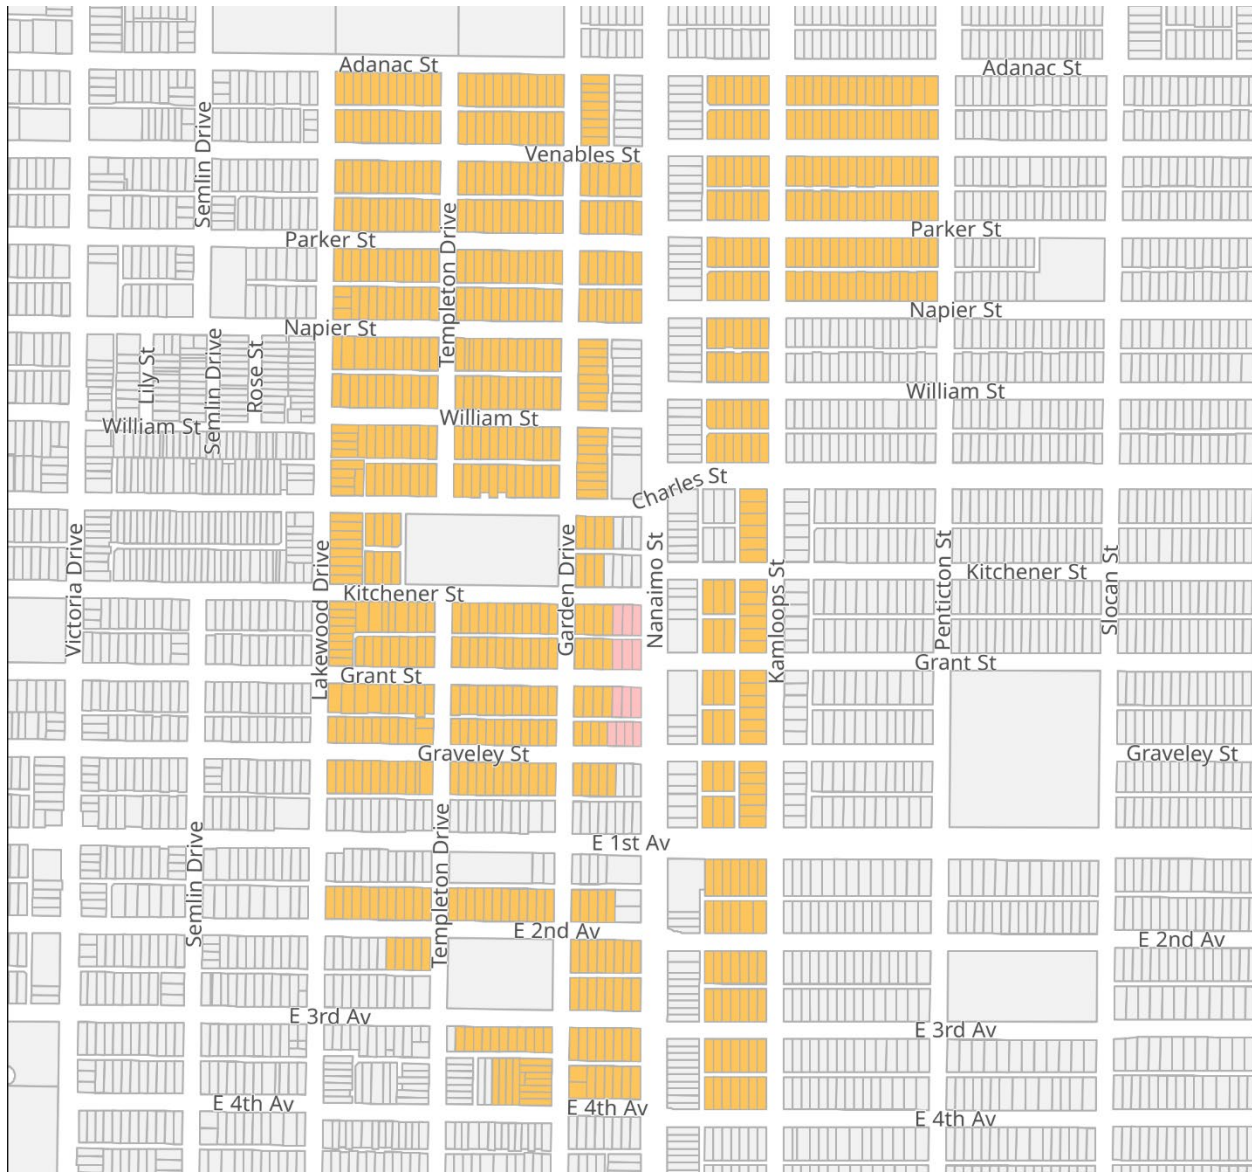 Adanac St
Adanac St
Semlin Drive
Venables St
Templeton Drive
Parker St
Parker St
Napier St
Napier St
Lily St
Semlin Drive
Rose St
William St
William St
William St
Charles St
Victoria Drive
Lakewood Drive
Garden Drive
Nanaimo St
Kamloops St
Penticton St
Slocan St
Kitchener St
Kitchener St
Grant St
Grant St
Graveley St
Graveley St
Semlin Drive
Templeton Drive
E 1st Av
E 2nd Av
E 2nd Av
E 3rd Av
E 3rd Av
E 4th Av
E 4th Av
E 4th Av